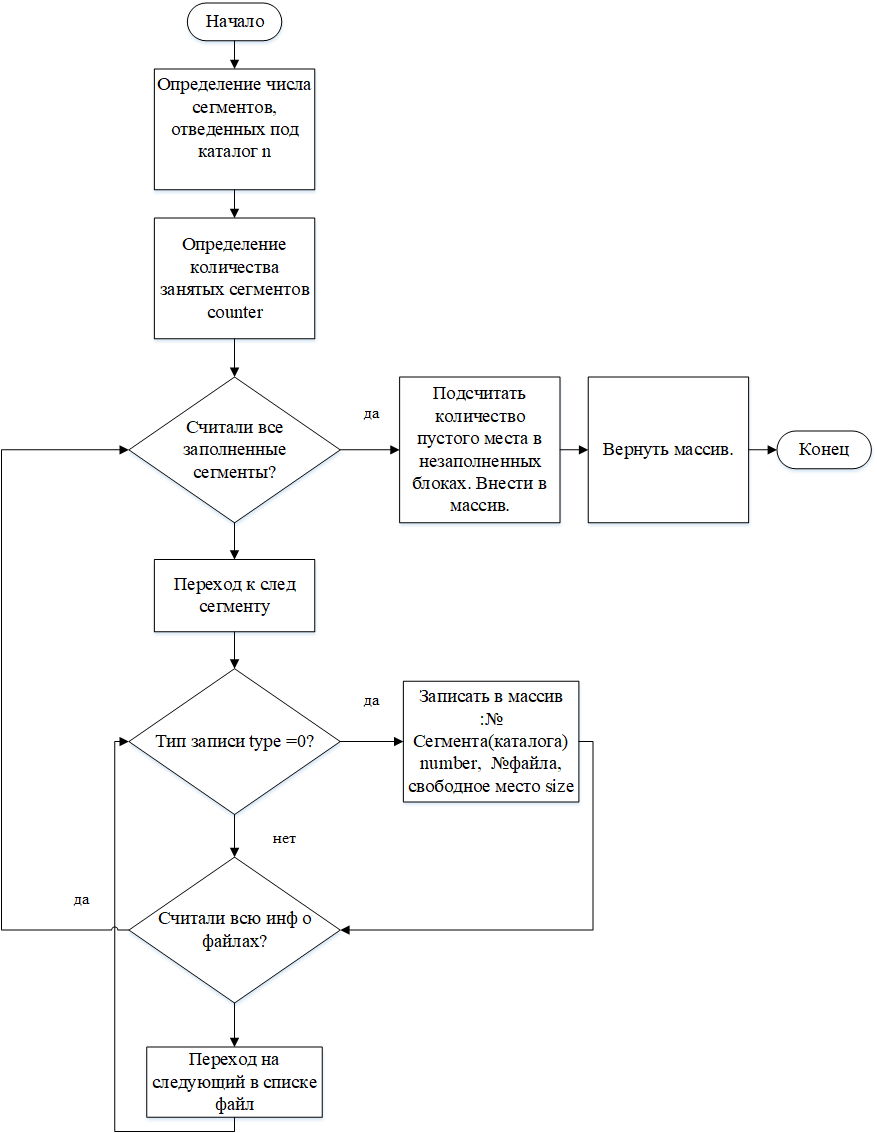 Начало
Определение числа
сегментов,
отведенных под
каталог n
Определение
количества
занятых сегментов
counter
Считали все
заполненные
сегменты?
да
Подсчитать
количество
пустого места в
незаполненных
блоках. Внести в
массив.
Вернуть массив.
Конец
Переход к след
сегменту
Тип записи type =0?
да
Записать в массив
:№
Сегмента(каталога)
number,  №файла,
свободное место size
нет
Считали всю инф о
файлах?
да
Переход на
следующий в списке
файл